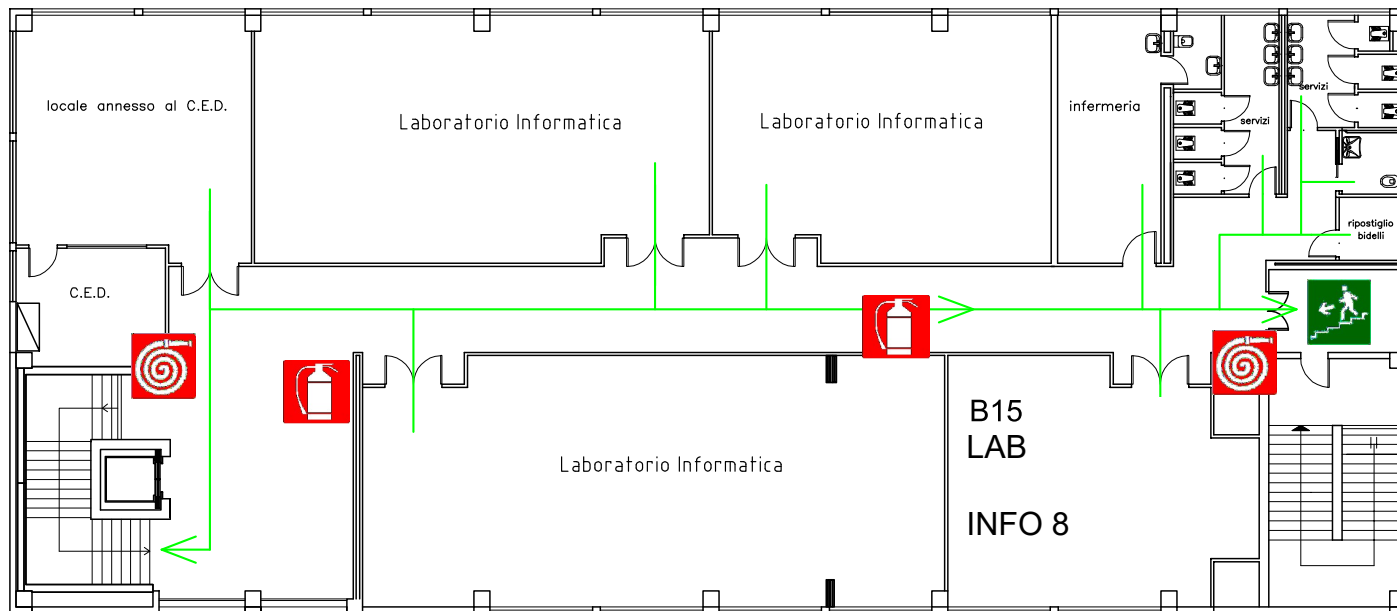 locale annesso al C.E.D.
Laboratorio Informatica
Laboratorio Informatica
infermeria
servizi
servizi
ripostiglio
bidelli
C.E.D.
B15
LAB
Laboratorio Informatica
INFO 8